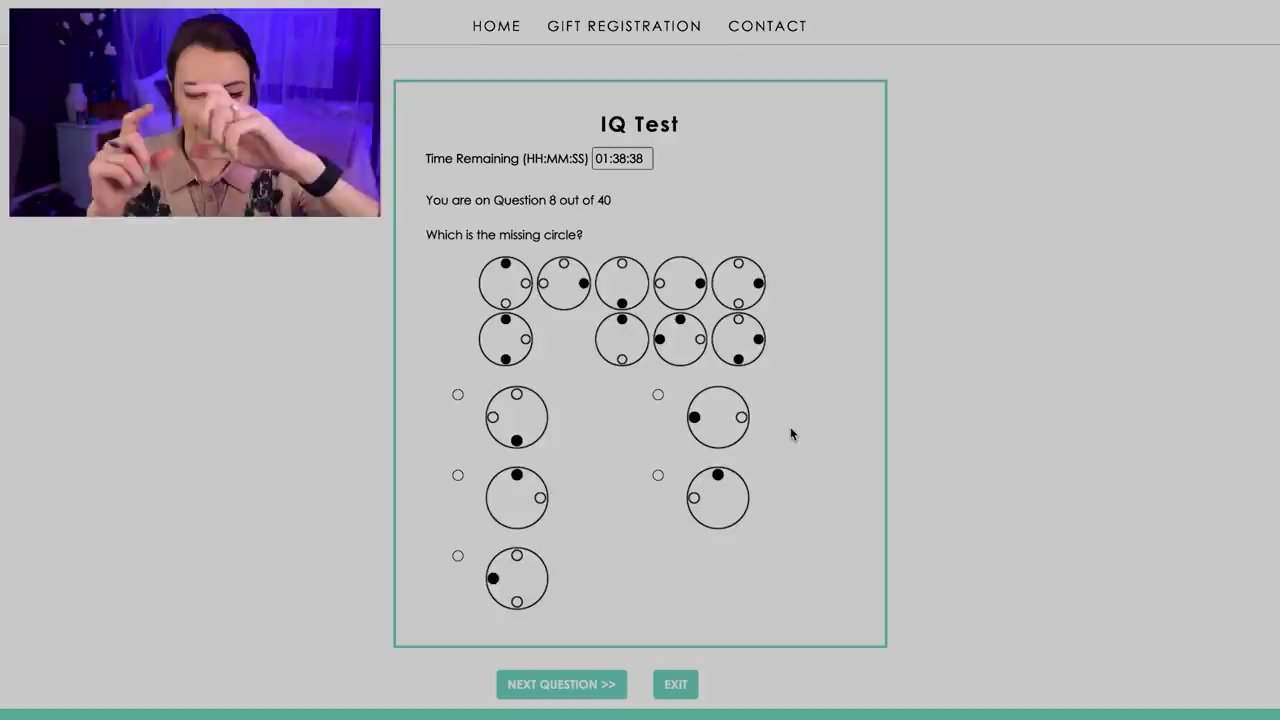 HOME GIFT REGISTRATION CONTACT
IQ Test
Time Remaining (HH:MM:SS) 01:38:38
You are on Question 8 out of 40
Which is the missing circle?
NEXT QUESTION >> EXIT